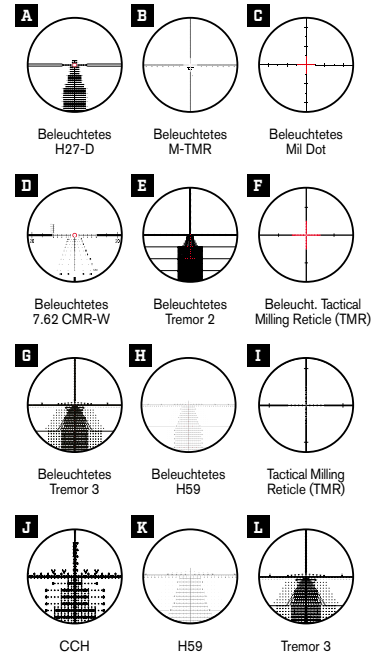 A
B
C
Beleuchtetes
H27-D
Beleuchtetes
M-TMR
Beleuchtetes
Mil Dot
D
E
F
Beleuchtetes
7.62 CMR-W
Beleuchtetes
Tremor 2
Beleucht. Tactical
Milling Reticle (TMR)
G
H
I
Beleuchtetes
Tremor 3
Beleuchtetes
H59
Tactical Milling
Reticle (TMR)
J
K
L
CCH
H59
Tremor 3